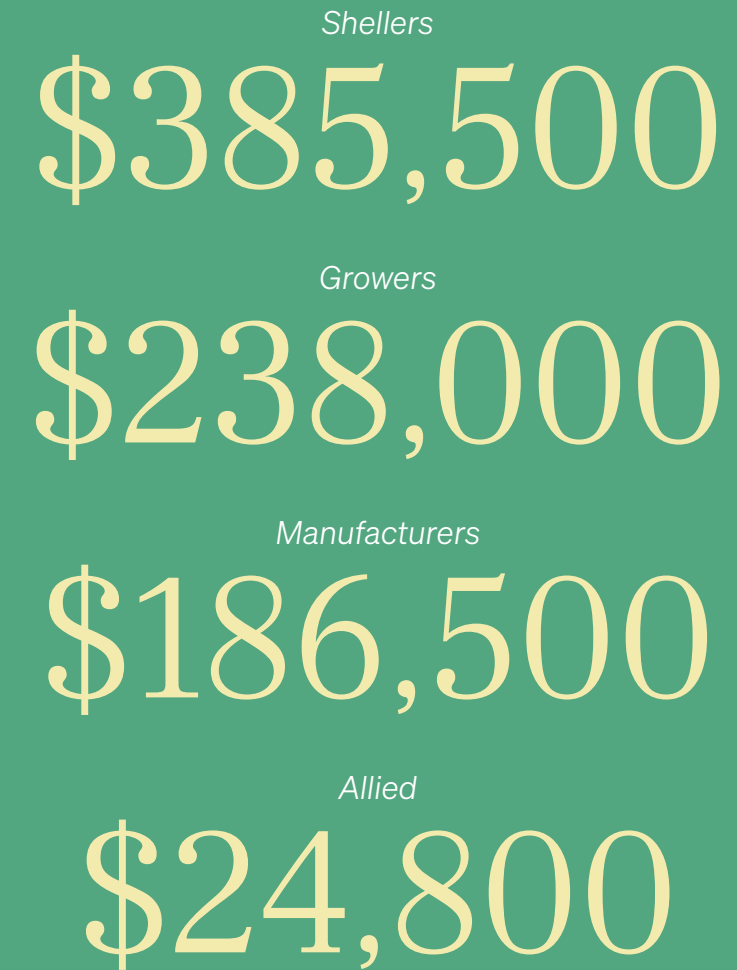 Shellers
$385,500
Growers
$238,000
Manufacturers
$186,500
Allied
$24,800